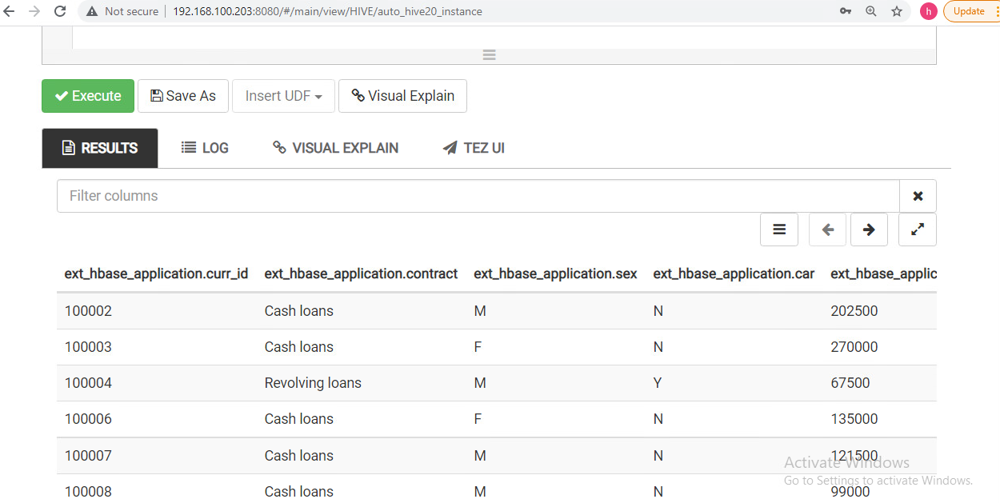 Not secure 192.168.100.203:8080/#/main/view/HIVE/auto_hive20_instance h Update
Execute Save As Insert UDF Visual Explain
RESULTS LOG VISUAL EXPLAIN TEZ UI
Filter columns
ext_hbase_application.curr_id ext_hbase_application.contract ext_hbase_application.sex ext_hbase_application.car ext_hbase_applic
100002 Cash loans M N 202500
100003 Cash loans F N 270000
100004 Revolving loans M Y 67500
100006 Cash loans F N 135000
100007 Cash loans M N 121500
Activate Windows
Go to Settings to activate Windows.
100008 Cash loans M N 99000